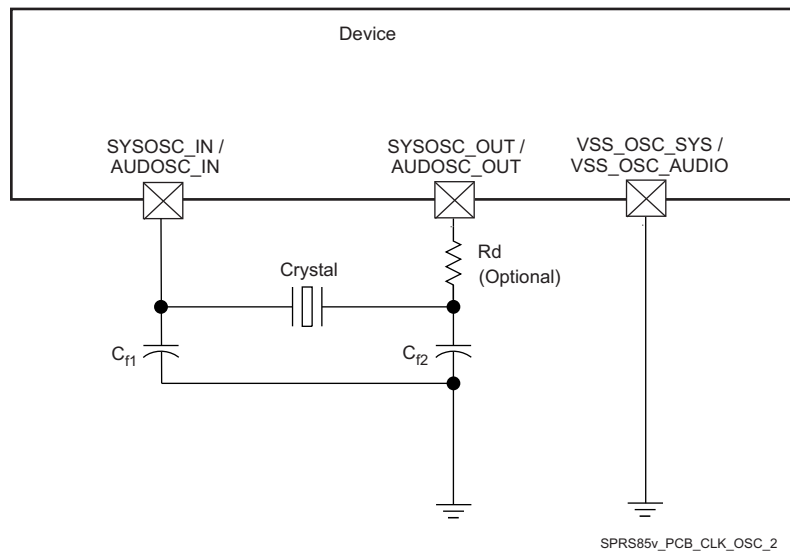 Device
SYSOSC_IN /
AUDOSC_IN
SYSOSC_OUT /
AUDOSC_OUT
VSS_OSC_SYS /
VSS_OSC_AUDIO
Rd
(Optional)
Crystal
Cf1
Cf2
SPRS85v_PCB_CLK_OSC_2